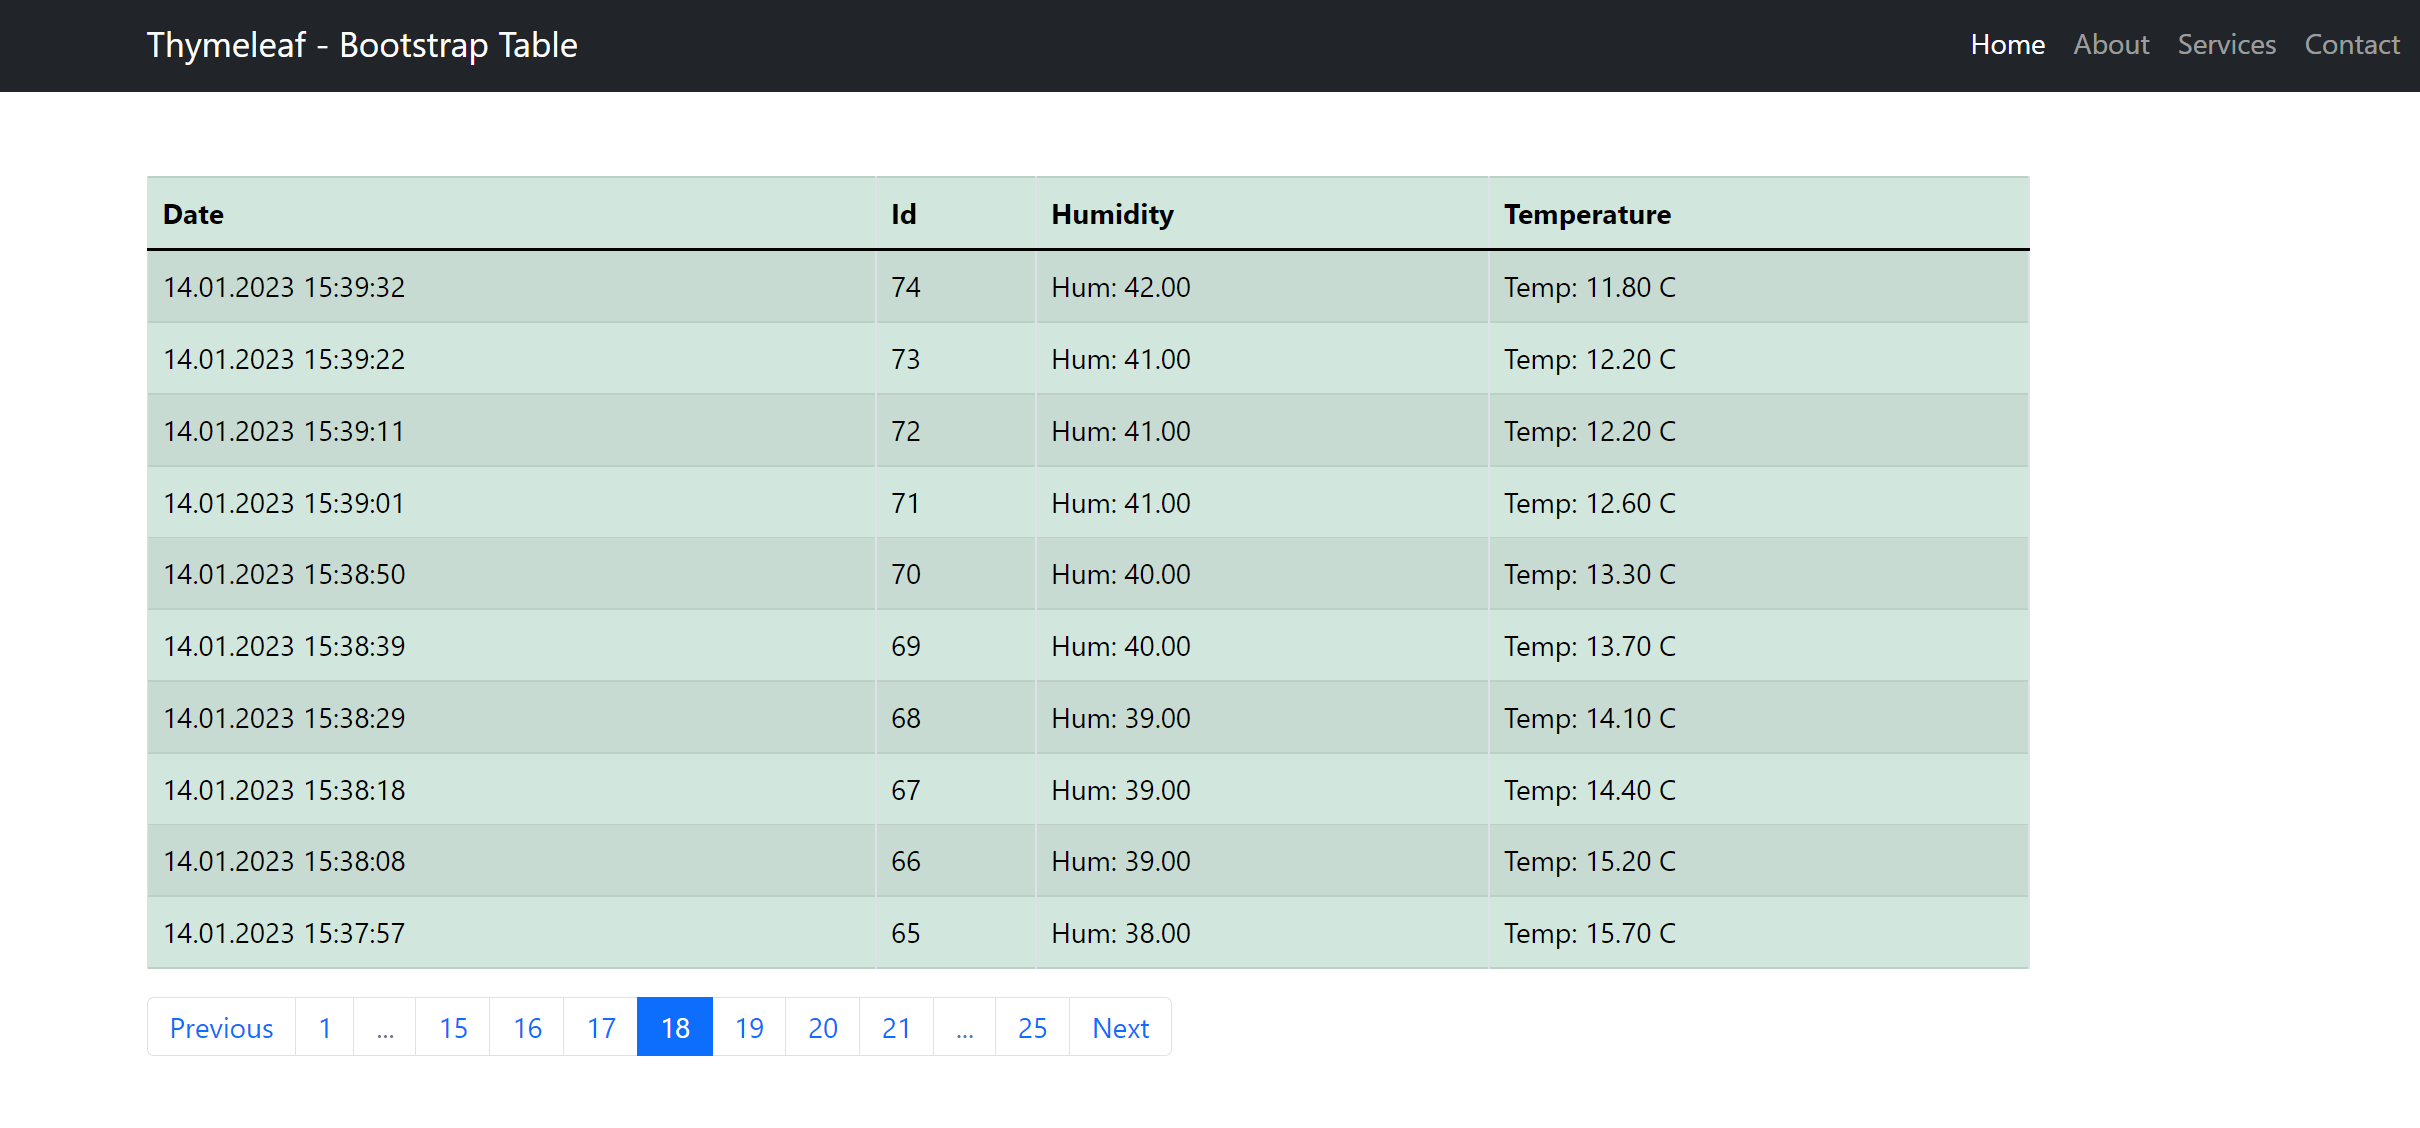 Thymeleaf - Bootstrap Table Home About Services Contact
Date Id Humidity Temperature
14.01.2023 15:39:32 74 Hum: 42.00 Temp: 11.80 C
14.01.2023 15:39:22 73 Hum: 41.00 Temp: 12.20 C
14.01.2023 15:39:11 72 Hum: 41.00 Temp: 12.20 C
14.01.2023 15:39:01 71 Hum: 41.00 Temp: 12.60 C
14.01.2023 15:38:50 70 Hum: 40.00 Temp: 13.30 C
14.01.2023 15:38:39 69 Hum: 40.00 Temp: 13.70 C
14.01.2023 15:38:29 68 Hum: 39.00 Temp: 14.10 C
14.01.2023 15:38:18 67 Hum: 39.00 Temp: 14.40 C
14.01.2023 15:38:08 66 Hum: 39.00 Temp: 15.20 C
14.01.2023 15:37:57 65 Hum: 38.00 Temp: 15.70 C
Previous 1 ... 15 16 17 18 19 20 21 ... 25 Next